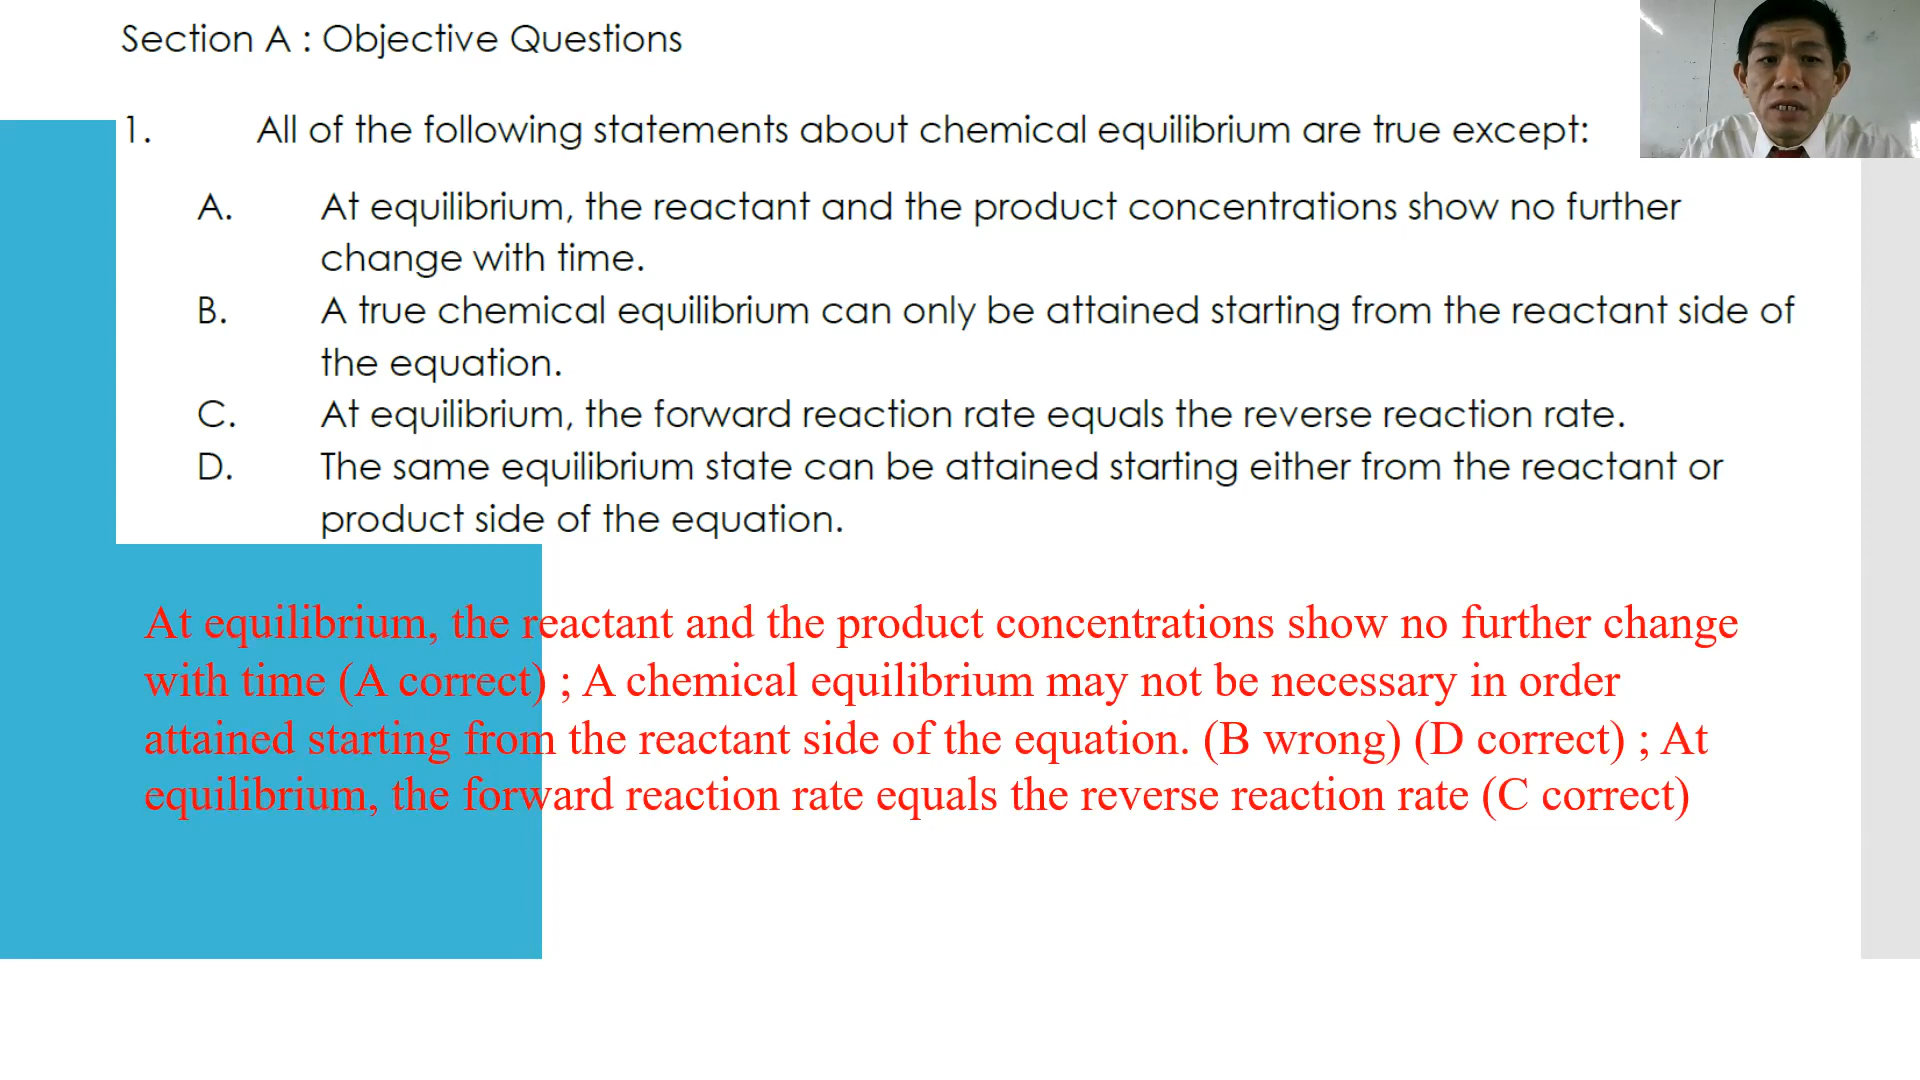 Section A : Objective Questions
1. All of the following statements about chemical equilibrium are true except:
A. At equilibrium, the reactant and the product concentrations show no further
change with time.
B. A true chemical equilibrium can only be attained starting from the reactant side of
the equation.
C. At equilibrium, the forward reaction rate equals the reverse reaction rate.
D. The same equilibrium state can be attained starting either from the reactant or
product side of the equation.
At equilibrium, the reactant and the product concentrations show no further change
with time (A correct) ; A chemical equilibrium may not be necessary in order
attained starting from the reactant side of the equation. (B wrong) (D correct) ; At
equilibrium, the forward reaction rate equals the reverse reaction rate (C correct)